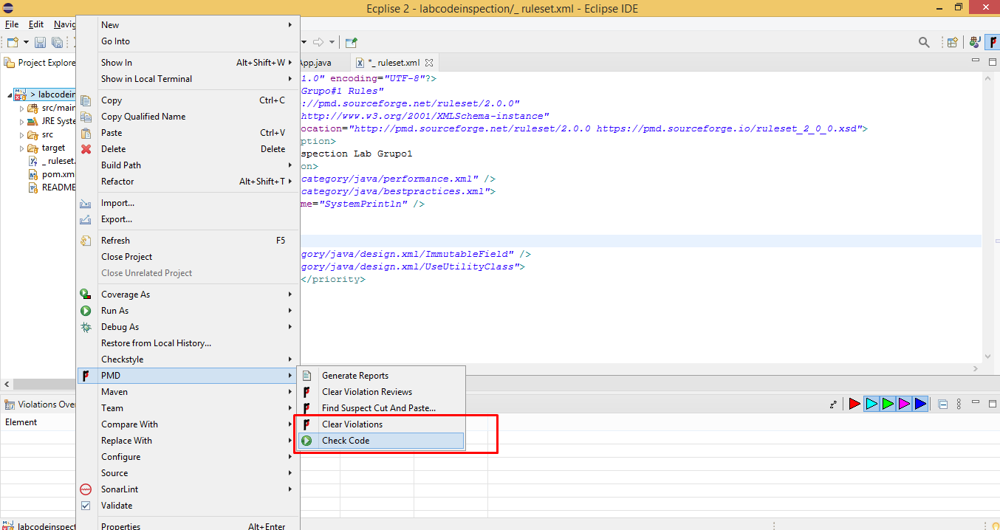 Ecplise 2 - labcodeinspection/_ ruleset.xml - Eclipse IDE
File Edit Navig
Project Explore
> labcodein
src/main
JRE Syste
src
target
_ ruleset.
pom.xm
README
New
Go Into
Show In Alt+Shift+W
Show in Local Terminal
Copy Ctrl+C
Copy Qualified Name
Paste Ctrl+V
Delete Delete
Build Path
Refactor Alt+Shift+T
Import...
Export...
Refresh F5
Close Project
Close Unrelated Project
Coverage As
Run As
Debug As
Restore from Local History...
Checkstyle
PMD
Maven
Team
Compare With
Replace With
Configure
Source
SonarLint
Validate
Properties Alt+Enter
Generate Reports
Clear Violation Reviews
Find Suspect Cut And Paste...
Clear Violations
Check Code
App.java
*_ ruleset.xml
1.0" encoding="UTF-8"?>
Grupo#1 Rules"
://pmd.sourceforge.net/ruleset/2.0.0"
http://www.w3.org/2001/XMLSchema-instance"
ocation="http://pmd.sourceforge.net/ruleset/2.0.0 https://pmd.sourceforge.io/ruleset_2_0_0.xsd">
ption>
spection Lab Grupo1
on>
category/java/performance.xml" />
category/java/bestpractices.xml">
me="SystemPrintln" />
gory/java/design.xml/ImmutableField" />
gory/java/design.xml/UseUtilityClass">
</priority>
Violations Over
Element
labcodeinspect